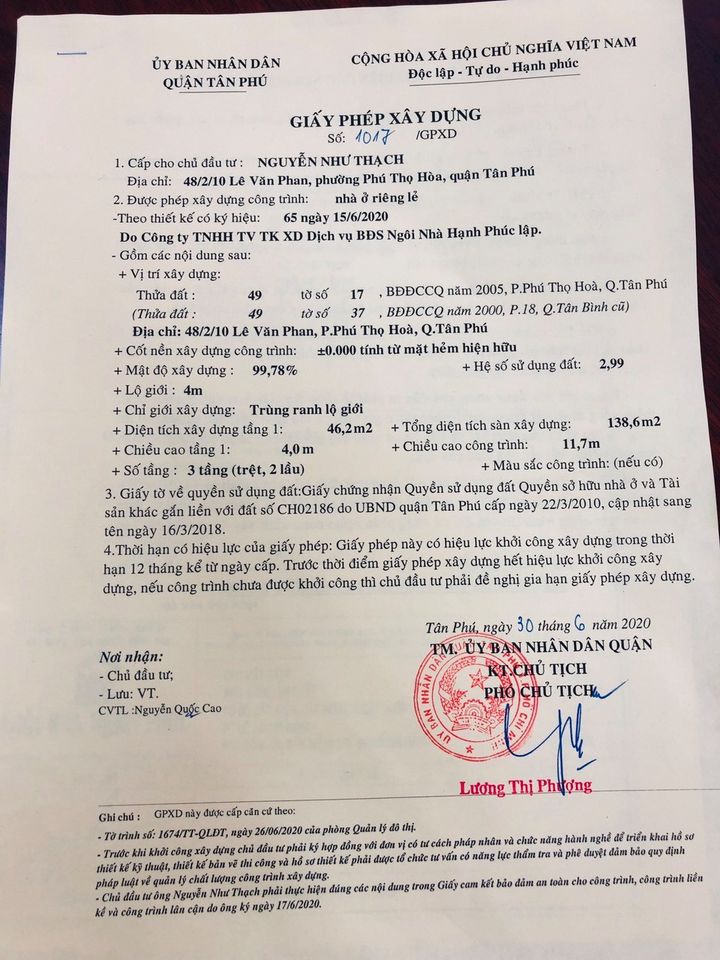 ỦY BAN NHÂN DÂN
QUẬN TÂN PHÚ
CỘNG HÒA XÃ HỘI CHỦ NGHĨA VIỆT NAM
Độc lập - Tự do - Hạnh phúc
GIẤY PHÉP XÂY DỰNG
Số: 1017 /GPXD
1. Cấp cho chủ đầu tư : NGUYỄN NHƯ THẠCH
Địa chỉ: 48/2/10 Lê Văn Phan, phường Phú Thọ Hòa, quận Tân Phú
2. Được phép xây dựng công trình: nhà ở riêng lẻ
-Theo thiết kế có ký hiệu: 65 ngày 15/6/2020
Do Công ty TNHH TV TK XD Dịch vụ BĐS Ngôi Nhà Hạnh Phúc lập.
- Gồm các nội dung sau:
+ Vị trí xây dựng:
Thửa đất : 49 tờ số 17 , BĐĐCCQ năm 2005, P.Phú Thọ Hoà, Q.Tân Phú
(Thửa đất : 49 tờ số 37 , BĐĐCCQ năm 2000, P.18, Q.Tân Bình cũ)
Địa chỉ: 48/2/10 Lê Văn Phan, P.Phú Thọ Hoà, Q.Tân Phú
+ Cốt nền xây dựng công trình: ±0.000 tính từ mặt hẻm hiện hữu
+ Mật độ xây dựng : 99,78% + Hệ số sử dụng đất: 2,99
+ Lộ giới : 4m
+ Chỉ giới xây dựng: Trùng ranh lộ giới
+ Diện tích xây dựng tầng 1: 46,2m2 + Tổng diện tích sàn xây dựng: 138,6m2
+ Chiều cao tầng 1: 4,0m + Chiều cao công trình: 11,7m
+ Số tầng : 3 tầng (trệt, 2 lầu) + Màu sắc công trình: (nếu có)
3. Giấy tờ về quyền sử dụng đất:Giấy chứng nhận Quyền sử dụng đất Quyền sở hữu nhà ở và Tài
sản khác gắn liền với đất số CH02186 do UBND quận Tân Phú cấp ngày 22/3/2010, cập nhật sang
tên ngày 16/3/2018.
4.Thời hạn có hiệu lực của giấy phép: Giấy phép này có hiệu lực khởi công xây dựng trong thời
hạn 12 tháng kể từ ngày cấp. Trước thời điểm giấy phép xây dựng hết hiệu lực khởi công xây
dựng, nếu công trình chưa được khởi công thì chủ đầu tư phải đề nghị gia hạn giấy phép xây dựng.
Tân Phú, ngày 30 tháng 6 năm 2020
TM. ỦY BAN NHÂN DÂN QUẬN
KT.CHỦ TỊCH
PHÓ CHỦ TỊCH
Nơi nhận:
- Chủ đầu tư;
- Lưu: VT.
CVTL :Nguyễn Quốc Cao
Lương Thị Phượng
Ghi chú : GPXD này được cấp căn cứ theo:
- Tờ trình số: 1674/TT-QLĐT, ngày 26/06/2020 của phòng Quản lý đô thị.
- Trước khi khởi công xây dựng chủ đầu tư phải ký hợp đồng với đơn vị có tư cách pháp nhân và chức năng hành nghề để triển khai hồ sơ
thiết kế kỹ thuật, thiết kế bản vẽ thi công và hồ sơ thiết kế phải được tổ chức tư vấn có năng lực thẩm tra và phê duyệt đảm bảo quy định
pháp luật về quản lý chất lượng công trình xây dựng.
- Chủ đầu tư ông Nguyễn Như Thạch phải thực hiện đúng các nội dung trong Giấy cam kết bảo đảm an toàn cho công trình, công trình liền
kề và công trình lân cận do ông ký ngày 17/6/2020.